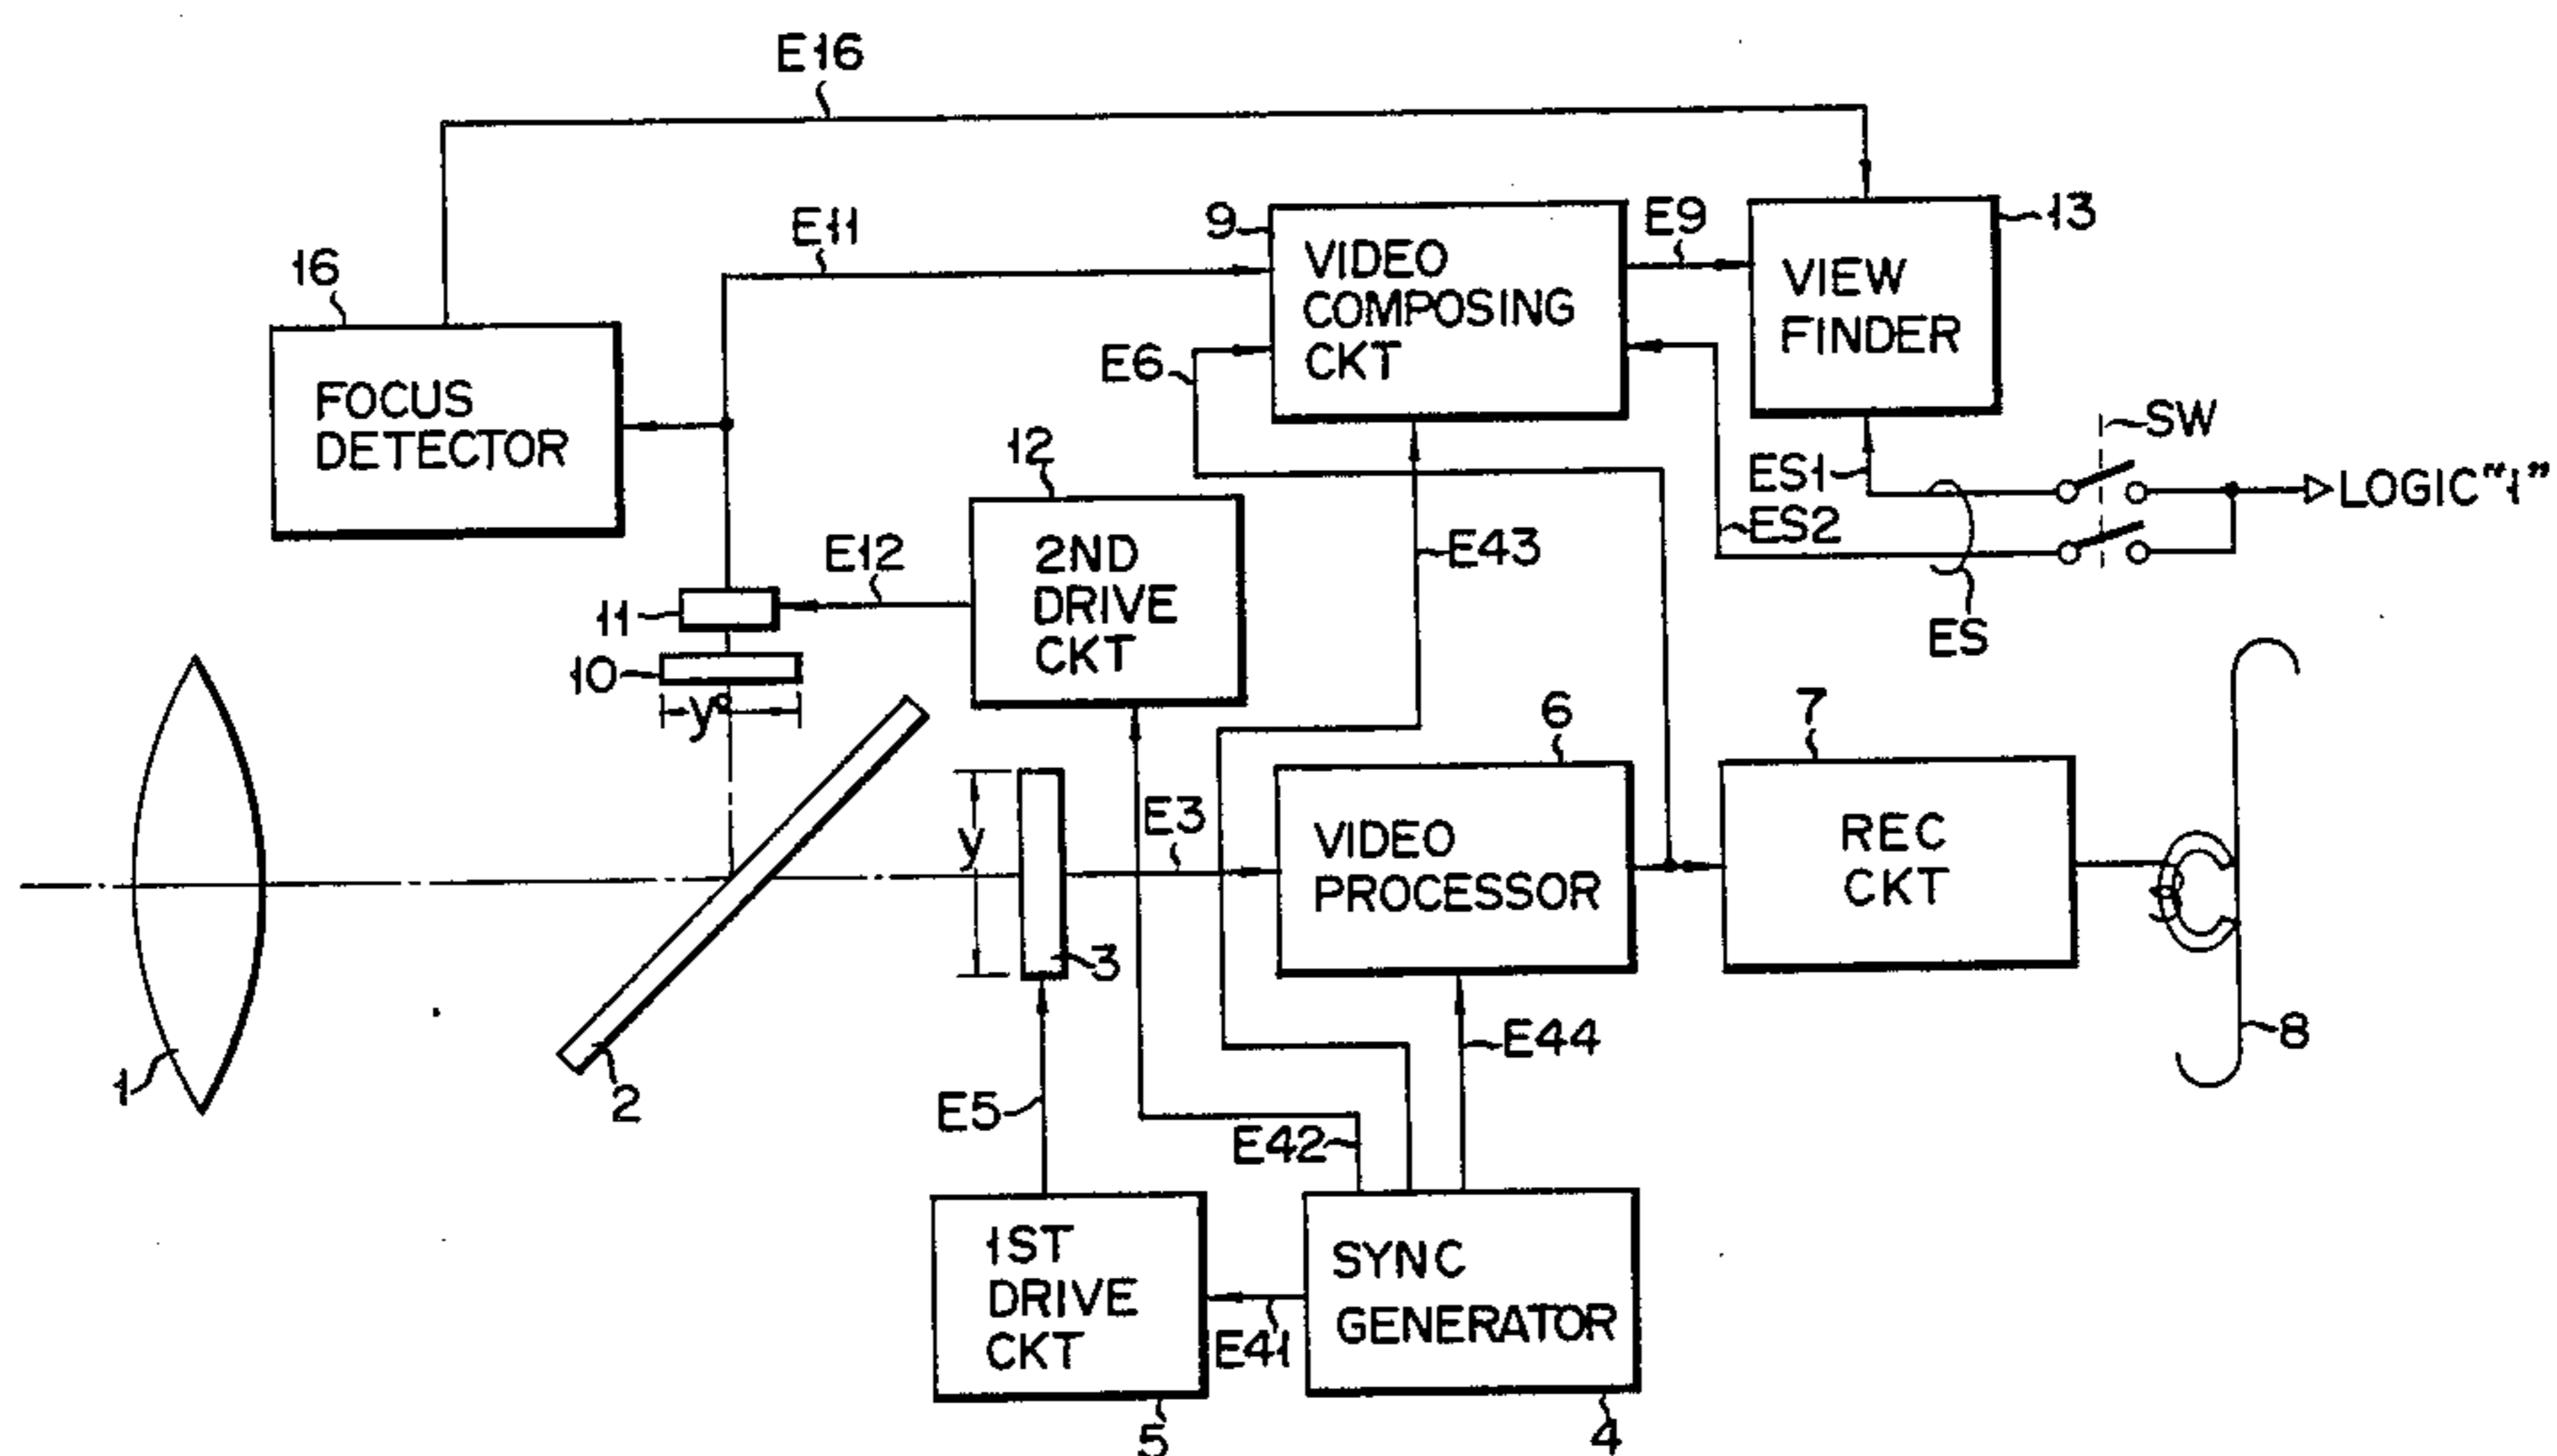 E16
E11
9
VIDEO
COMPOSING
CKT
E9
13
VIEW
FINDER
16
FOCUS
DETECTOR
E6
12
2ND
DRIVE
CKT
SW
ES1
LOGIC "1"
ES2
E43
E12
ES
11
10
6
7
y
E3
VIDEO
PROCESSOR
REC
CKT
3
E44
8
1
2
E5
E42
1ST
DRIVE
CKT
SYNC
GENERATOR
E41
5
4